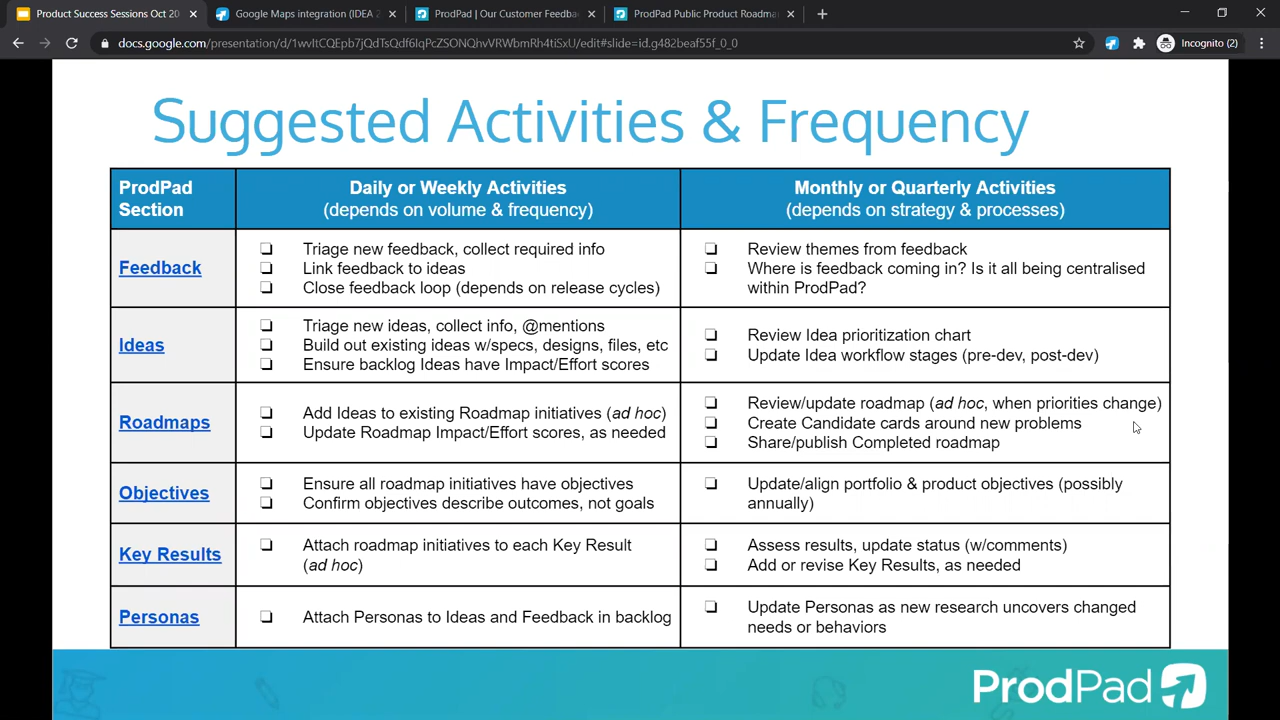 Product Success Sessions Oct 20
Google Maps integration (IDEA 2
ProdPad | Our Customer Feedba
ProdPad Public Product Roadma
docs.google.com/presentation/d/1wvItCQEpb7jQdTsQdf6IqPcZSONQhvVRWbmRh4tiSxU/edit#slide=id.g482beaf55f_0_0
Incognito (2)
Suggested Activities & Frequency
ProdPad
Section
Daily or Weekly Activities
(depends on volume & frequency)
Monthly or Quarterly Activities
(depends on strategy & processes)
Feedback
Triage new feedback, collect required info
Link feedback to ideas
Close feedback loop (depends on release cycles)
Review themes from feedback
Where is feedback coming in? Is it all being centralised
within ProdPad?
Ideas
Triage new ideas, collect info, @mentions
Build out existing ideas w/specs, designs, files, etc
Ensure backlog Ideas have Impact/Effort scores
Review Idea prioritization chart
Update Idea workflow stages (pre-dev, post-dev)
Roadmaps
Add Ideas to existing Roadmap initiatives (ad hoc)
Update Roadmap Impact/Effort scores, as needed
Review/update roadmap (ad hoc, when priorities change)
Create Candidate cards around new problems
Share/publish Completed roadmap
Objectives
Ensure all roadmap initiatives have objectives
Confirm objectives describe outcomes, not goals
Update/align portfolio & product objectives (possibly
annually)
Key Results
Attach roadmap initiatives to each Key Result
(ad hoc)
Assess results, update status (w/comments)
Add or revise Key Results, as needed
Personas
Attach Personas to Ideas and Feedback in backlog
Update Personas as new research uncovers changed
needs or behaviors
ProdPad